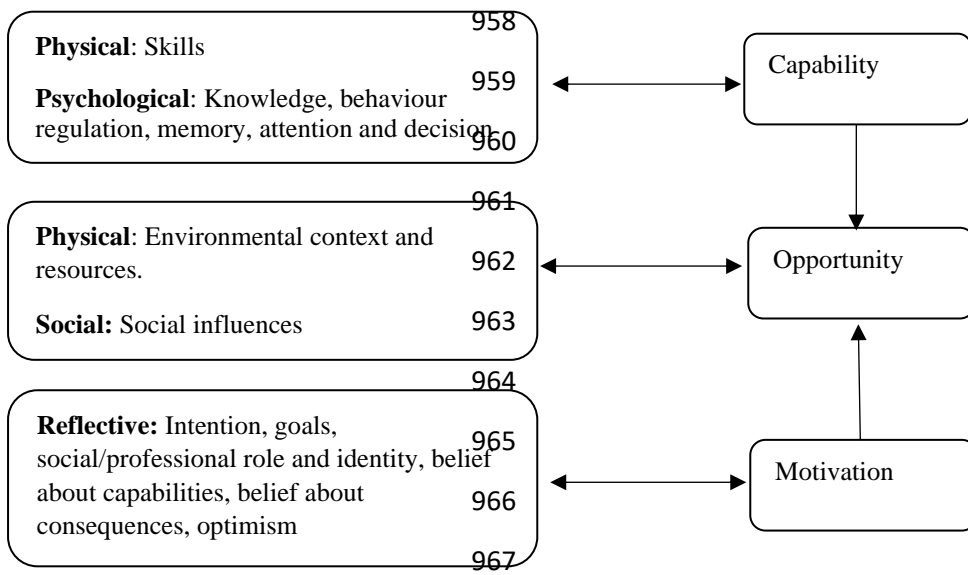 958
Physical: Skills
Capability
959
Psychological: Knowledge, behaviour
regulation, memory, attention and decision
960
961
Physical: Environmental context and
resources.
962
Opportunity
Social: Social influences
963
964
Reflective: Intention, goals,
social/professional role and identity, belief
about capabilities, belief about
consequences, optimism
965
Motivation
966
967